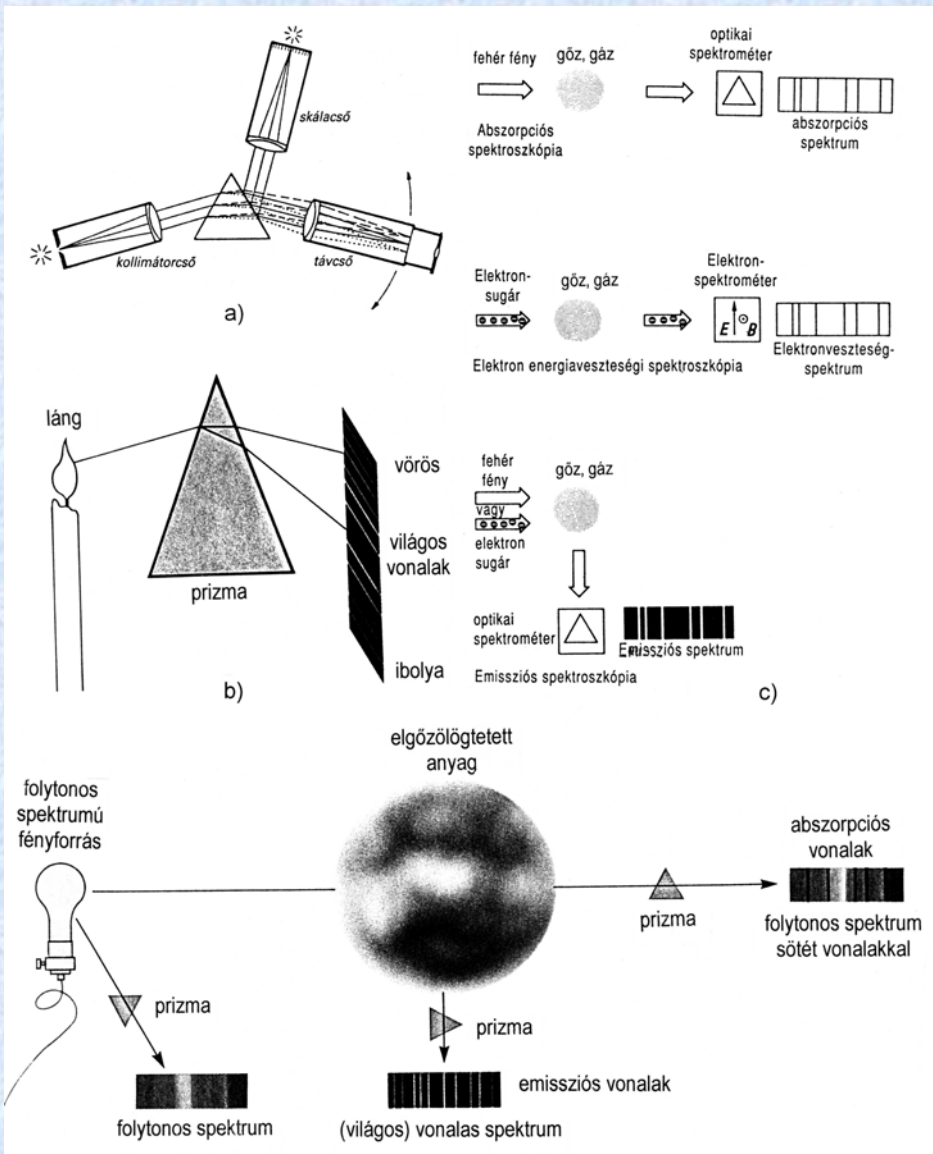 skálacső
kollimátorcső
távcső
a)
fehér fény
gőz, gáz
optikai
spektrométer
Abszorpciós
spektroszkópia
abszorpciós
spektrum
Elektron-
sugár
gőz, gáz
Elektron-
spektrométer
E B
Elektron energiaveszteségi spektroszkópia
Elektronveszteség-
spektrum
láng
prizma
vörös
világos
vonalak
ibolya
b)
fehér
fény
vagy
elektron
sugár
gőz, gáz
optikai
spektrométer
Emissziós spektrum
Emissziós spektroszkópia
c)
folytonos
spektrumú
fényforrás
elgőzölögtetett
anyag
abszorpciós
vonalak
prizma
folytonos spektrum
sötét vonalakkal
prizma
prizma
folytonos spektrum
emissziós vonalak
(világos) vonalas spektrum